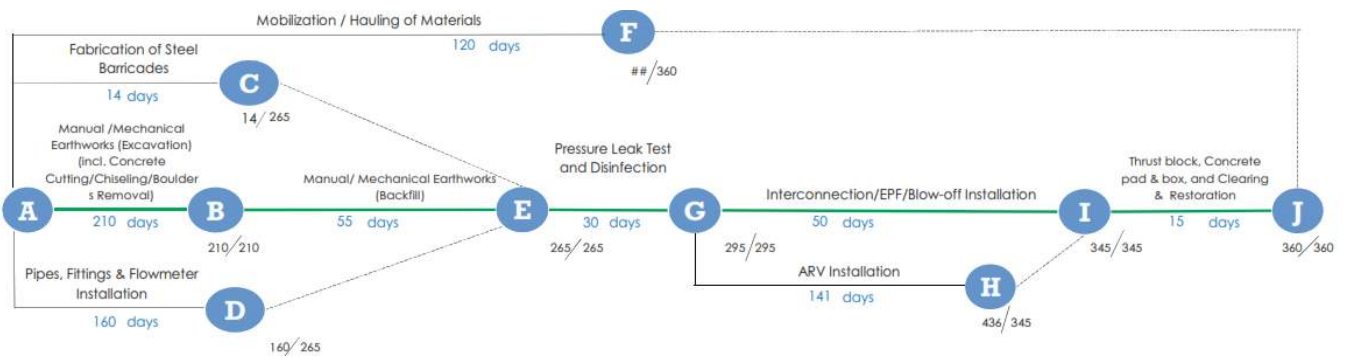 Mobilization / Hauling of Materials
120 days
F
##/360
Fabrication of Steel
Barricades
14 days
C
14/265
Manual /Mechanical
Earthworks (Excavation)
(incl. Concrete
Cutting/Chiseling/Boulder
s Removal)
A
210 days
B
210/210
Manual/ Mechanical Earthworks
(Backfill)
55 days
E
265/265
Pressure Leak Test
and Disinfection
30 days
G
295/295
Interconnection/EPF/Blow-off Installation
50 days
I
345/345
Thrust block, Concrete
pad & box, and Clearing
& Restoration
15 days
J
360/360
Pipes, Fittings & Flowmeter
Installation
160 days
D
160/265
ARV Installation
141 days
H
436/345